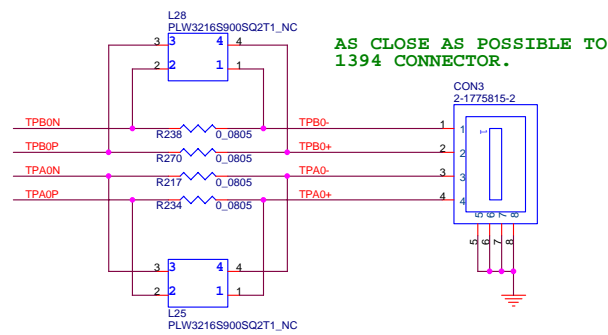 L28
PLW3216S900SQ2T1_NC
3 3 4 4
2 2 1 1
AS CLOSE AS POSSIBLE TO
1394 CONNECTOR.
CON3
2-1775815-2
TPB0N TPB0- 1 1 1
R238 0_0805
TPB0P TPB0+ 2 2
R270 0_0805
TPA0N TPA0- 3 3
R217 0_0805
TPA0P TPA0+ 4 4
R234 0_0805
5 6 7 8
5 6 7 8
3 3 4 4
2 2 1 1
L25
PLW3216S900SQ2T1_NC